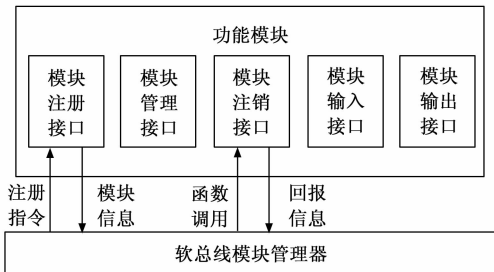 功能模块
模块
注册
接口
模块
管理
接口
模块
注销
接口
模块
输入
接口
模块
输出
接口
注册
指令
模块
信息
函数
调用
回报
信息
软总线模块管理器